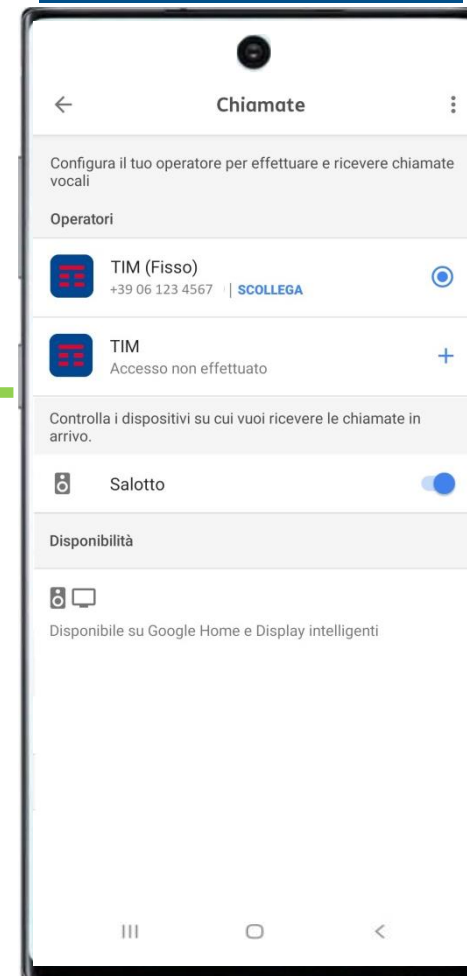 Chiamate
Configura il tuo operatore per effettuare e ricevere chiamate
vocali
Operatori
TIM (Fisso)
+39 06 123 4567 | SCOLLEGA
TIM
Accesso non effettuato
Controlla i dispositivi su cui vuoi ricevere le chiamate in
arrivo.
Salotto
Disponibilità
Disponibile su Google Home e Display intelligenti